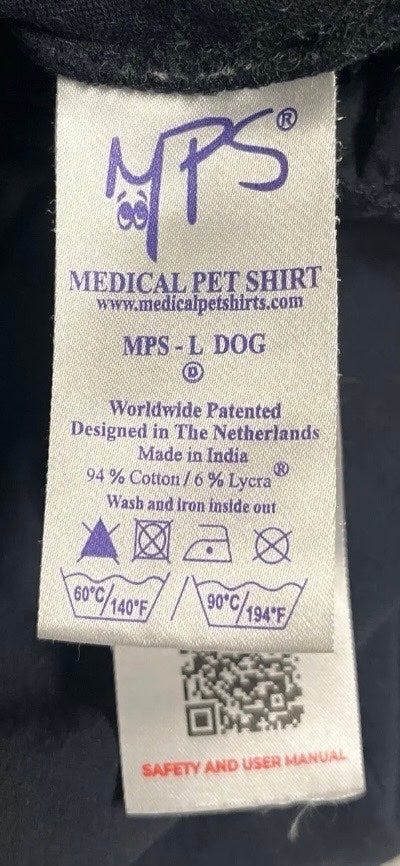 MPS®
MEDICAL PET SHIRT
www.medicalpetshirts.com
MPS - L DOG
D
Worldwide Patented
Designed in The Netherlands
Made in India
94 % Cotton / 6 % Lycra®
Wash and iron inside out
60°C/140°F / 90°C/194°F
SAFETY AND USER MANUAL